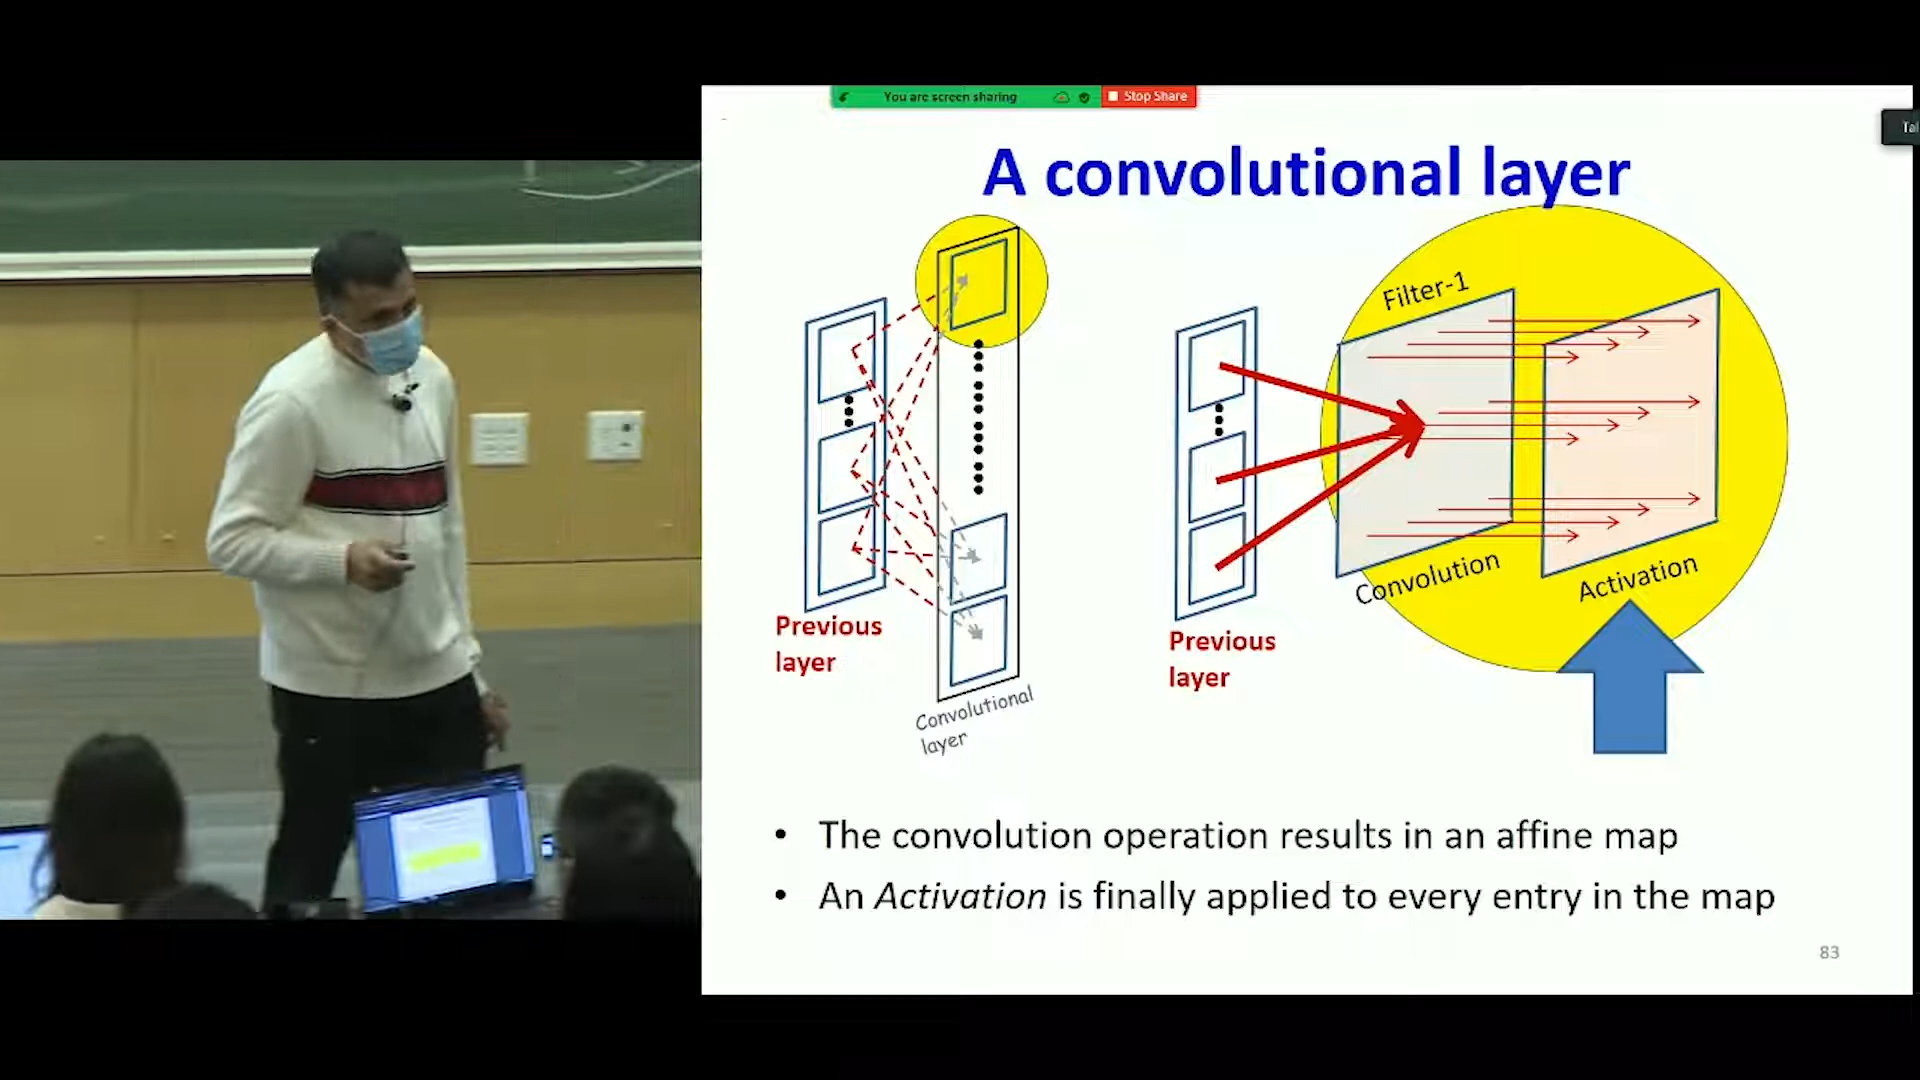 You are screen sharing
Stop Share
Tal
A convolutional layer
Filter-1
Convolution
Activation
Previous
layer
Previous
layer
Convolutional
layer
• The convolution operation results in an affine map
• An Activation is finally applied to every entry in the map
83